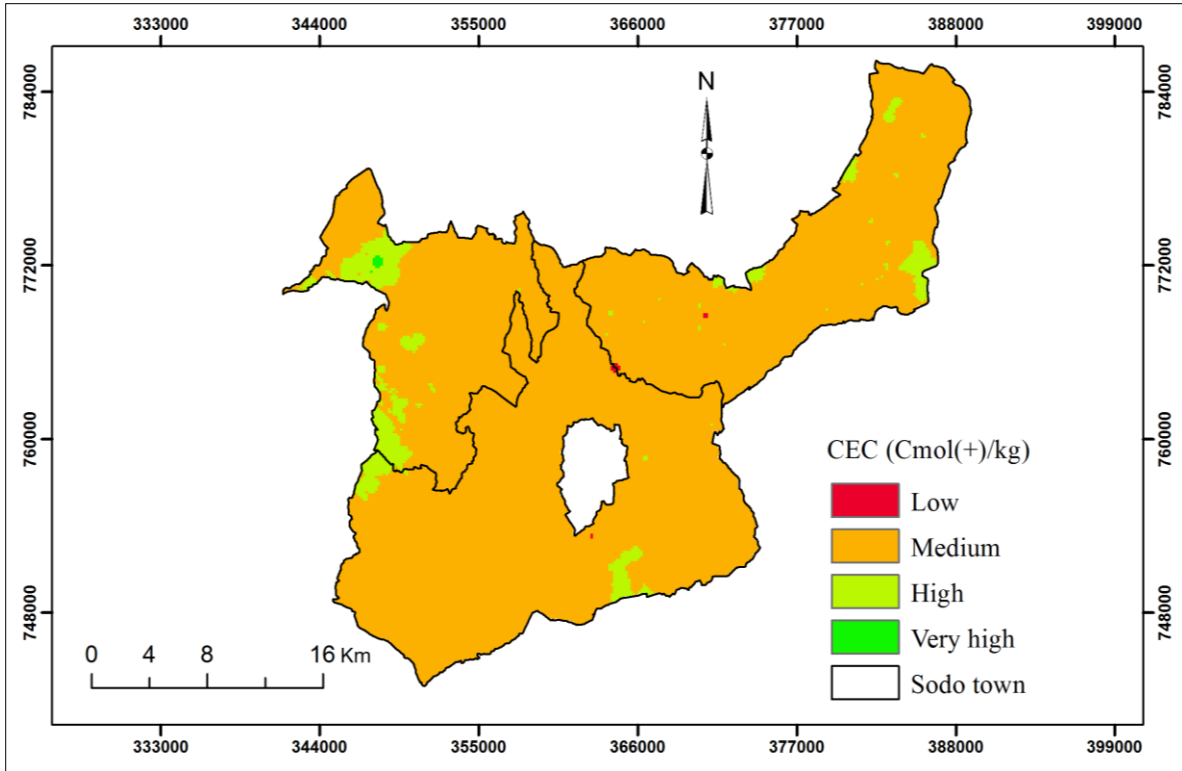 333000 344000 355000 366000 377000 388000 399000
784000 784000
N
772000 772000
760000 760000
CEC (Cmol(+)/kg)
Low
Medium
High
Very high
Sodo town
748000 748000
0 4 8 16 Km
333000 344000 355000 366000 377000 388000 399000